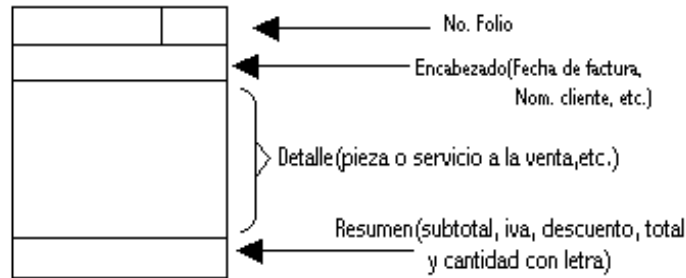 No. Folio
Encabezado(Fecha de factura,
Nom. cliente, etc.)
Detalle(pieza o servicio a la venta,etc.)
Resumen(subtotal, iva, descuento, total
y cantidad con letra)